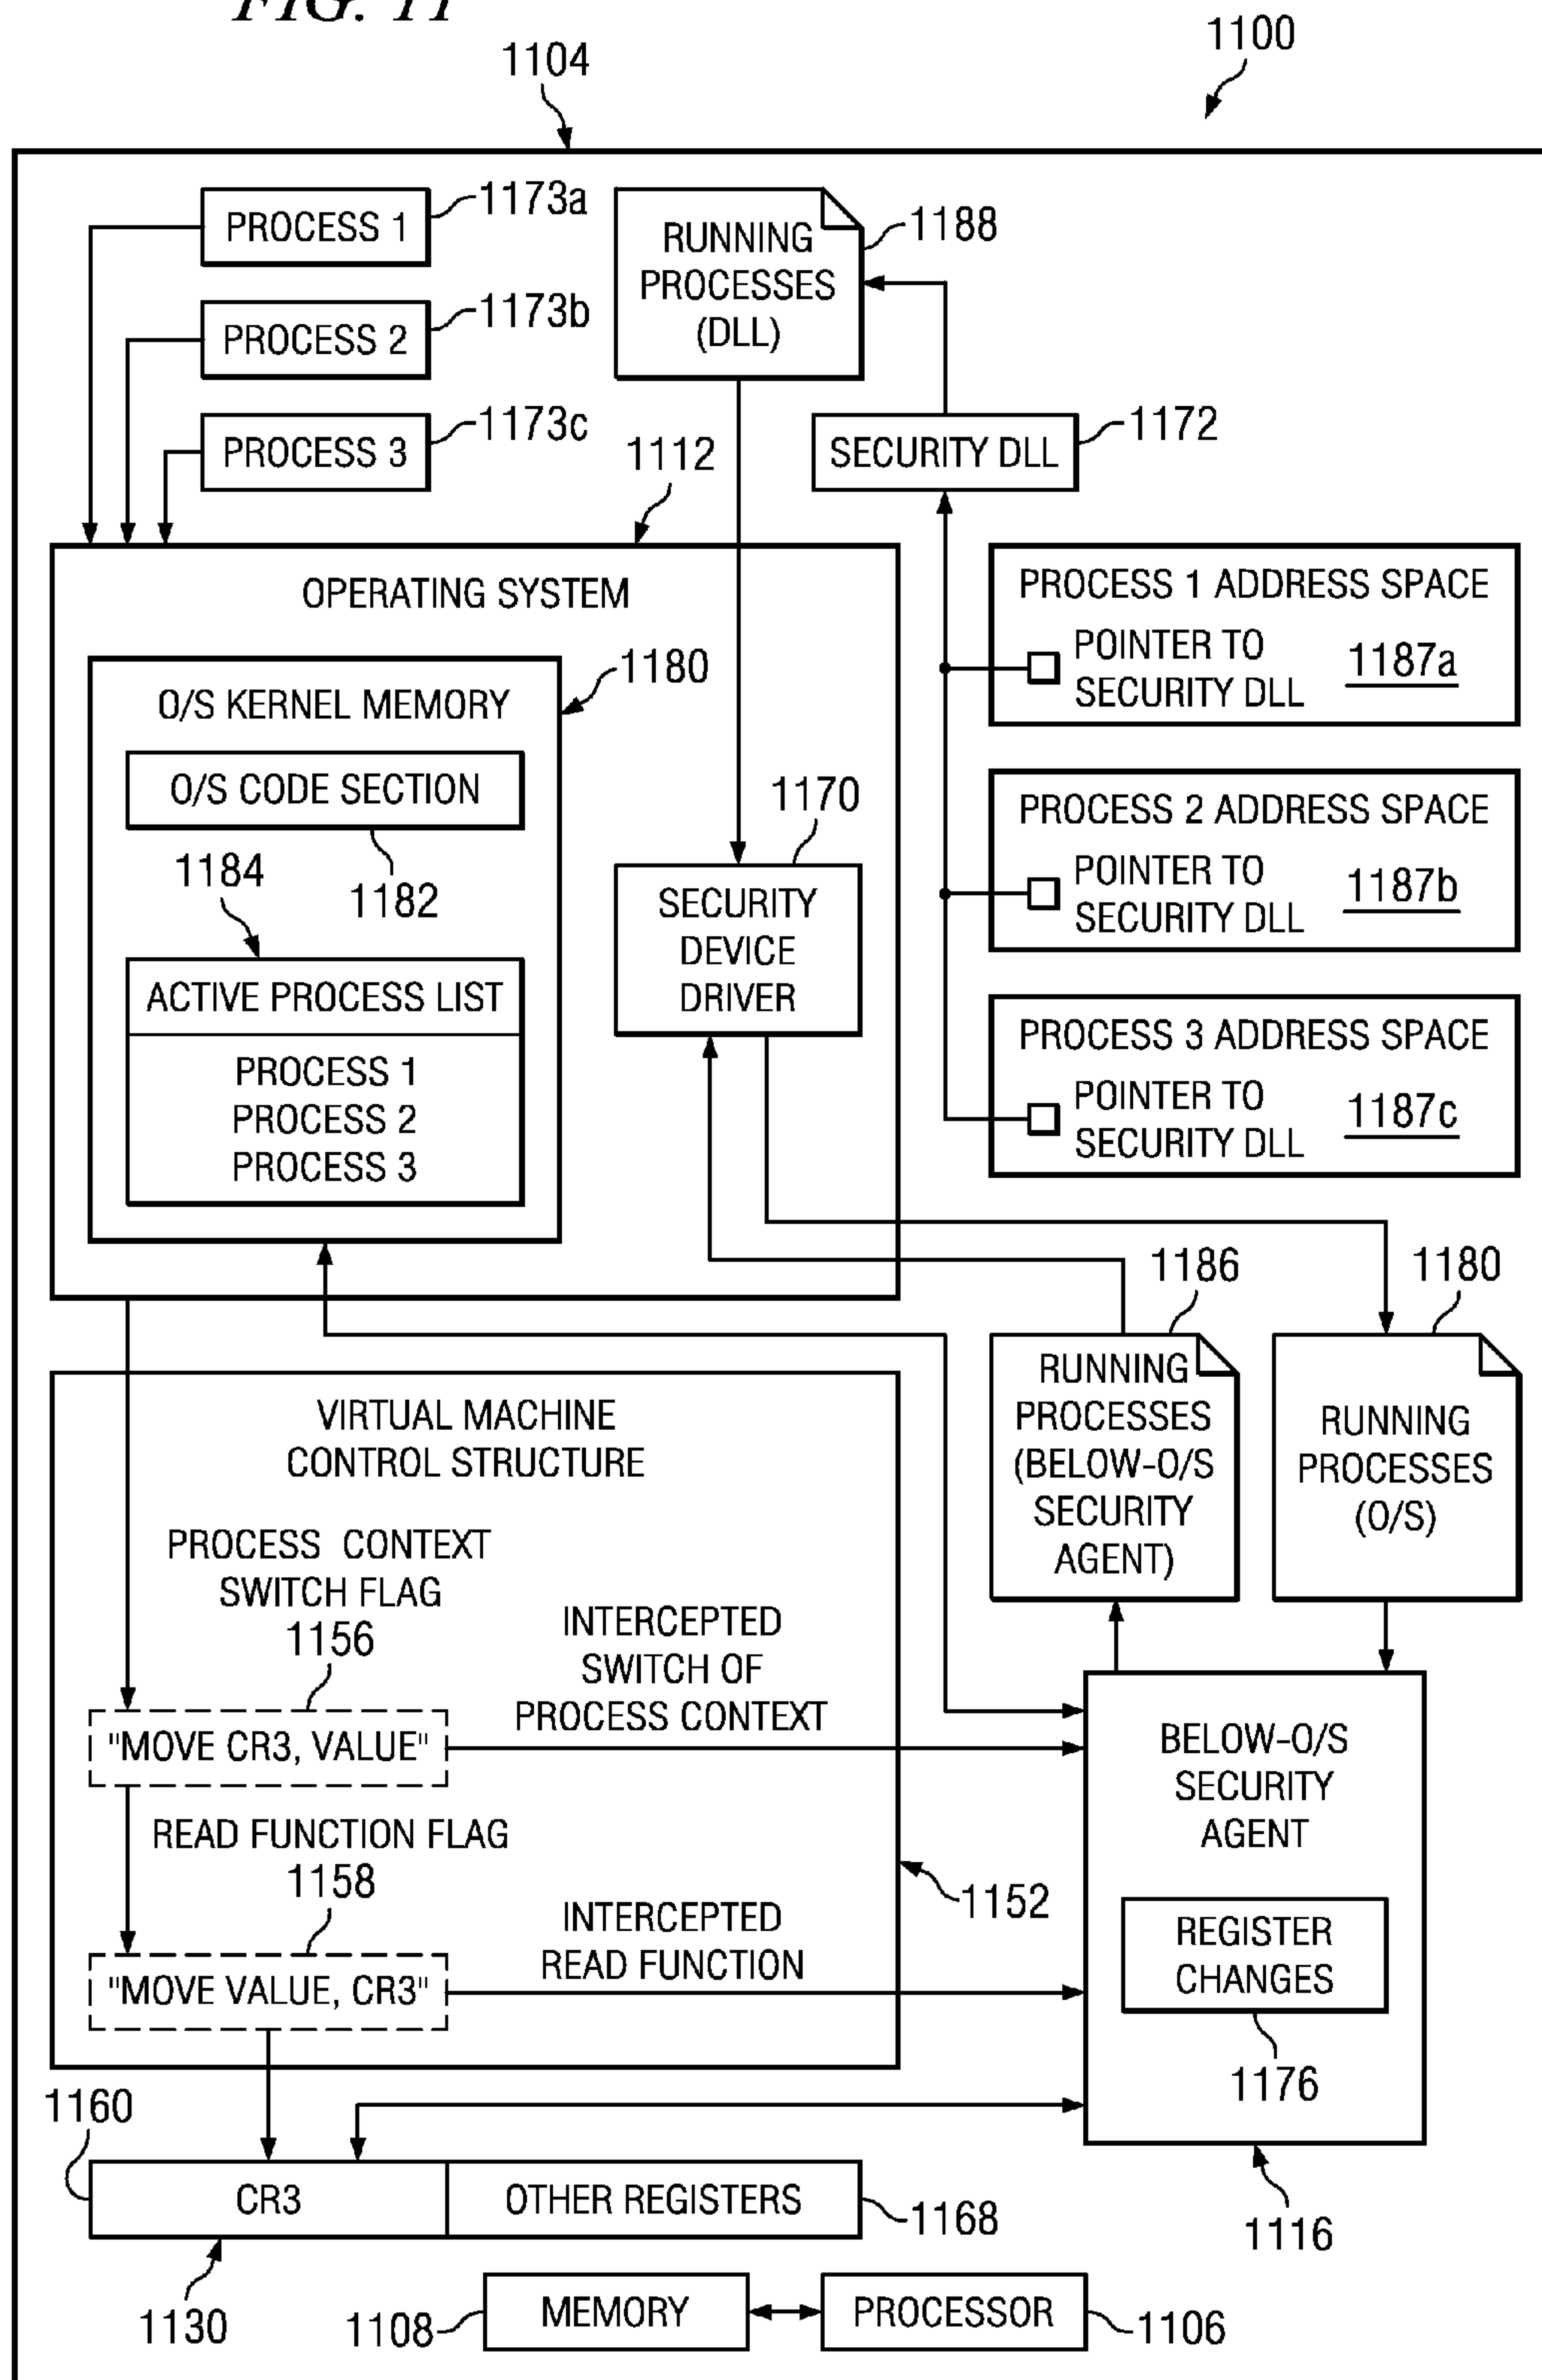 FIG. 11
1100
1104
PROCESS 1
1173a
PROCESS 2
1173b
PROCESS 3
1173c
RUNNING
PROCESSES
(DLL)
1188
SECURITY DLL
1172
1112
OPERATING SYSTEM
O/S KERNEL MEMORY
1180
O/S CODE SECTION
1182
1184
ACTIVE PROCESS LIST
PROCESS 1
PROCESS 2
PROCESS 3
1170
SECURITY
DEVICE
DRIVER
PROCESS 1 ADDRESS SPACE
POINTER TO
SECURITY DLL
1187a
PROCESS 2 ADDRESS SPACE
POINTER TO
SECURITY DLL
1187b
PROCESS 3 ADDRESS SPACE
POINTER TO
SECURITY DLL
1187c
1186
RUNNING
PROCESSES
(BELOW-O/S
SECURITY
AGENT)
1180
RUNNING
PROCESSES
(O/S)
VIRTUAL MACHINE
CONTROL STRUCTURE
PROCESS CONTEXT
SWITCH FLAG
1156
"MOVE CR3, VALUE"
INTERCEPTED
SWITCH OF
PROCESS CONTEXT
READ FUNCTION FLAG
1158
"MOVE VALUE, CR3"
INTERCEPTED
READ FUNCTION
1152
BELOW-O/S
SECURITY
AGENT
REGISTER
CHANGES
1176
1116
1160
CR3
OTHER REGISTERS
1168
1130
1108
MEMORY
PROCESSOR
1106